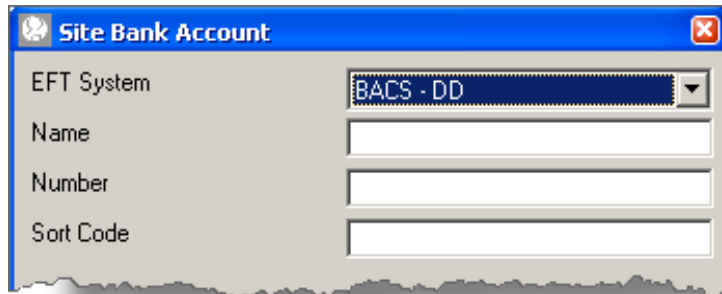 Site Bank Account
EFT System BACS - DD
Name
Number
Sort Code